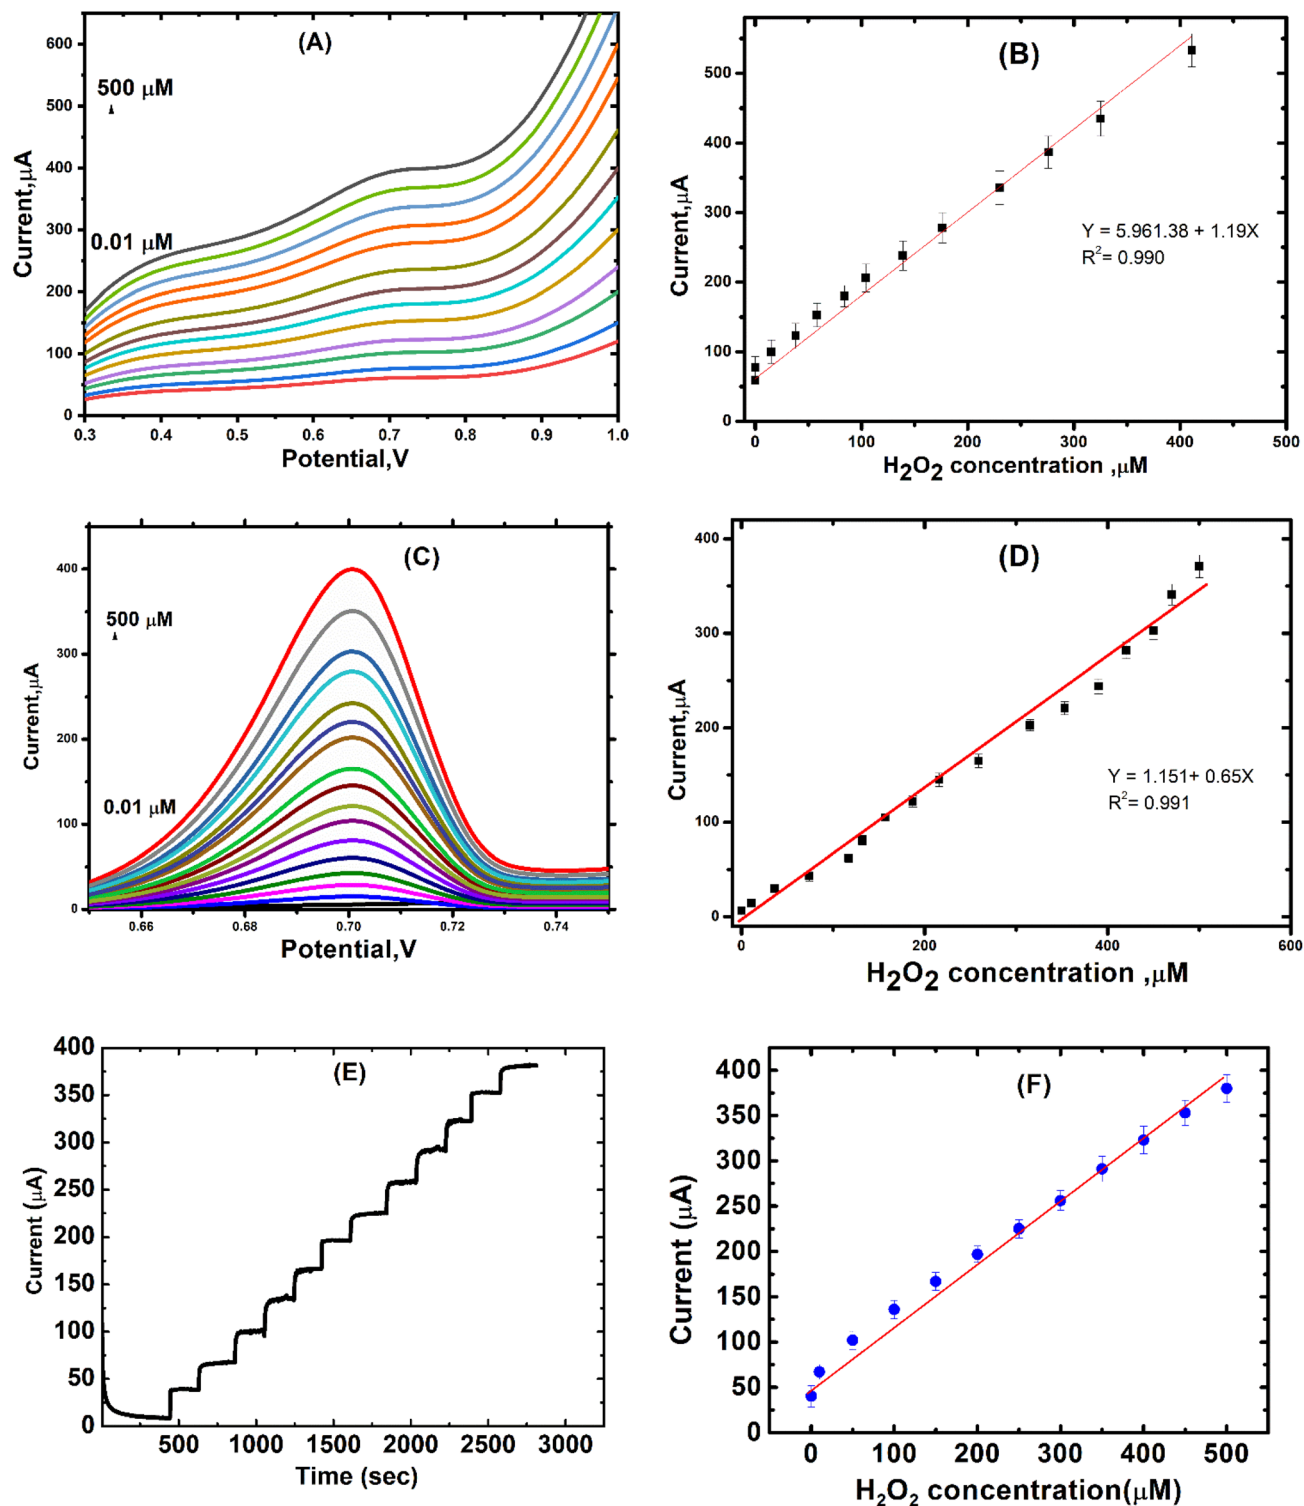 (A)
600
500
400
300
200
100
0
500 μM
0.01 μM
Current,μA
0.3 0.4 0.5 0.6 0.7 0.8 0.9 1.0
Potential,V
(B)
500
400
300
200
100
0
Current,μA
Y = 5.961.38 + 1.19X
R²= 0.990
0 100 200 300 400 500
H₂O₂ concentration ,μM
(C)
400
300
200
100
0
500 μM
0.01 μM
Current,μA
0.66 0.68 0.70 0.72 0.74
Potential,V
(D)
400
300
200
100
0
Current,μA
Y = 1.151+ 0.65X
R²= 0.991
0 200 400 600
H₂O₂ concentration ,μM
(E)
400
350
300
250
200
150
100
50
0
Current (μA)
500 1000 1500 2000 2500 3000
Time (sec)
(F)
400
350
300
250
200
150
100
50
0
Current (μA)
0 100 200 300 400 500
H₂O₂ concentration(μM)